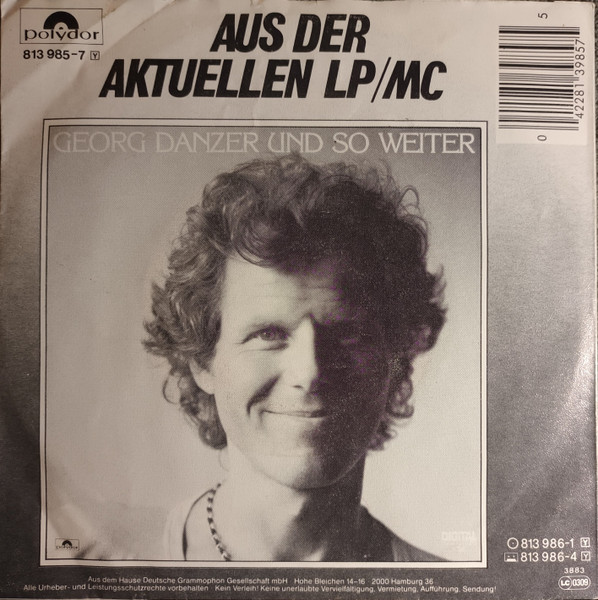 polydor
813 985-7 Y
AUS DER
AKTUELLEN LP/MC
5
42281 39857
0
GEORG DANZER UND SO WEITER
813 986-1 Y
813 986-4 Y
3883
LC 0309
Aus dem Hause Deutsche Grammophon Gesellschaft mbH Hohe Bleichen 14–16 2000 Hamburg 36
Alle Urheber- und Leistungsschutzrechte vorbehalten Kein Verleih! Keine unerlaubte Vervielfältigung, Vermietung, Aufführung, Sendung!